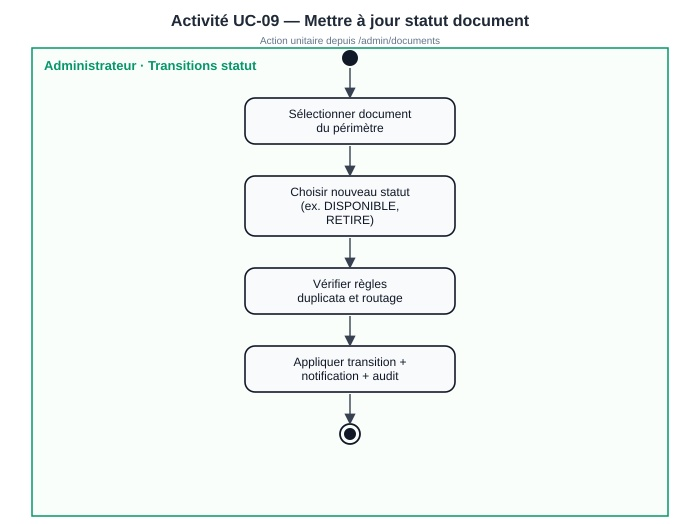 Activité UC-09 — Mettre à jour statut document
Action unitaire depuis /admin/documents
Administrateur · Transitions statut
Sélectionner document
du périmètre
Choisir nouveau statut
(ex. DISPONIBLE,
RETIRE)
Vérifier règles
duplicata et routage
Appliquer transition +
notification + audit